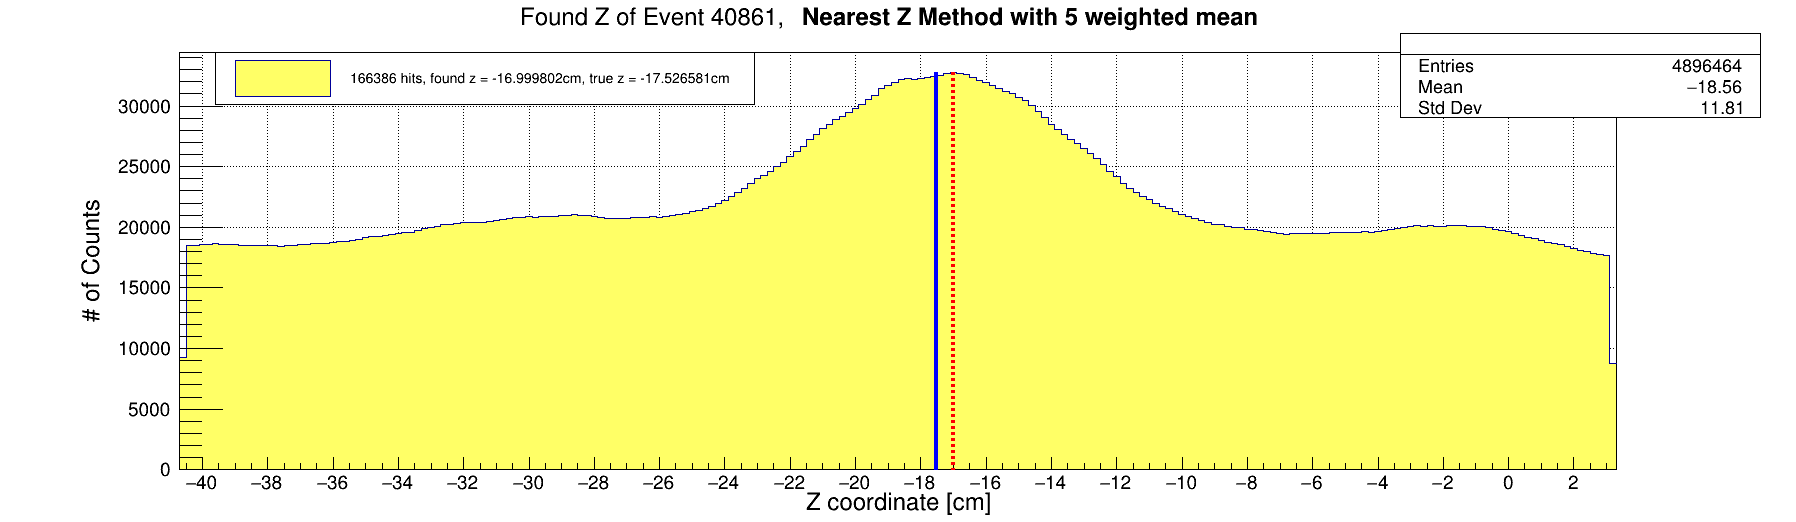 Found Z of Event 40861, Nearest Z Method with 5 weighted mean
166386 hits, found z = -16.999802cm, true z = -17.526581cm
Entries 4896464
Mean −18.56
Std Dev 11.81
# of Counts
30000
25000
20000
15000
10000
5000
0
−40 −38 −36 −34 −32 −30 −28 −26 −24 −22 −20 −18 −16 −14 −12 −10 −8 −6 −4 −2 0 2
Z coordinate [cm]